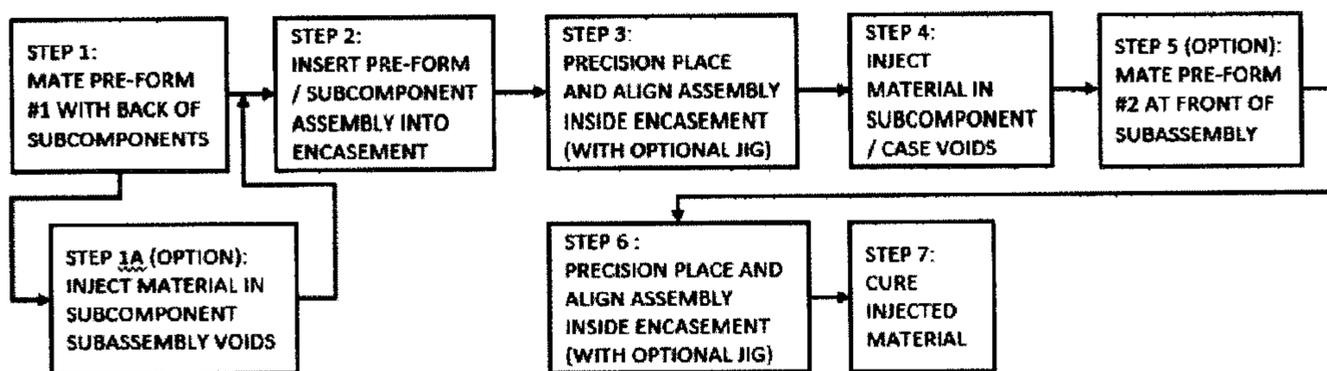 STEP 1:
MATE PRE-FORM
#1 WITH BACK OF
SUBCOMPONENTS
STEP 2:
INSERT PRE-FORM
/ SUBCOMPONENT
ASSEMBLY INTO
ENCASEMENT
STEP 3:
PRECISION PLACE
AND ALIGN ASSEMBLY
INSIDE ENCASEMENT
(WITH OPTIONAL JIG)
STEP 4:
INJECT
MATERIAL IN
SUBCOMPONENT
/ CASE VOIDS
STEP 5 (OPTION):
MATE PRE-FORM
#2 AT FRONT OF
SUBASSEMBLY
STEP 1A (OPTION):
INJECT MATERIAL IN
SUBCOMPONENT
SUBASSEMBLY VOIDS
STEP 6 :
PRECISION PLACE AND
ALIGN ASSEMBLY
INSIDE ENCASEMENT
(WITH OPTIONAL JIG)
STEP 7:
CURE
INJECTED
MATERIAL